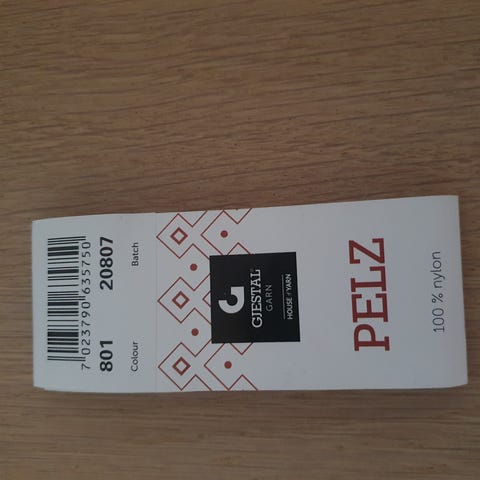 7 023790 635750
801 20807
Colour Batch
GJESTAL®
GARN
HOUSE of YARN
PELZ
100 % nylon